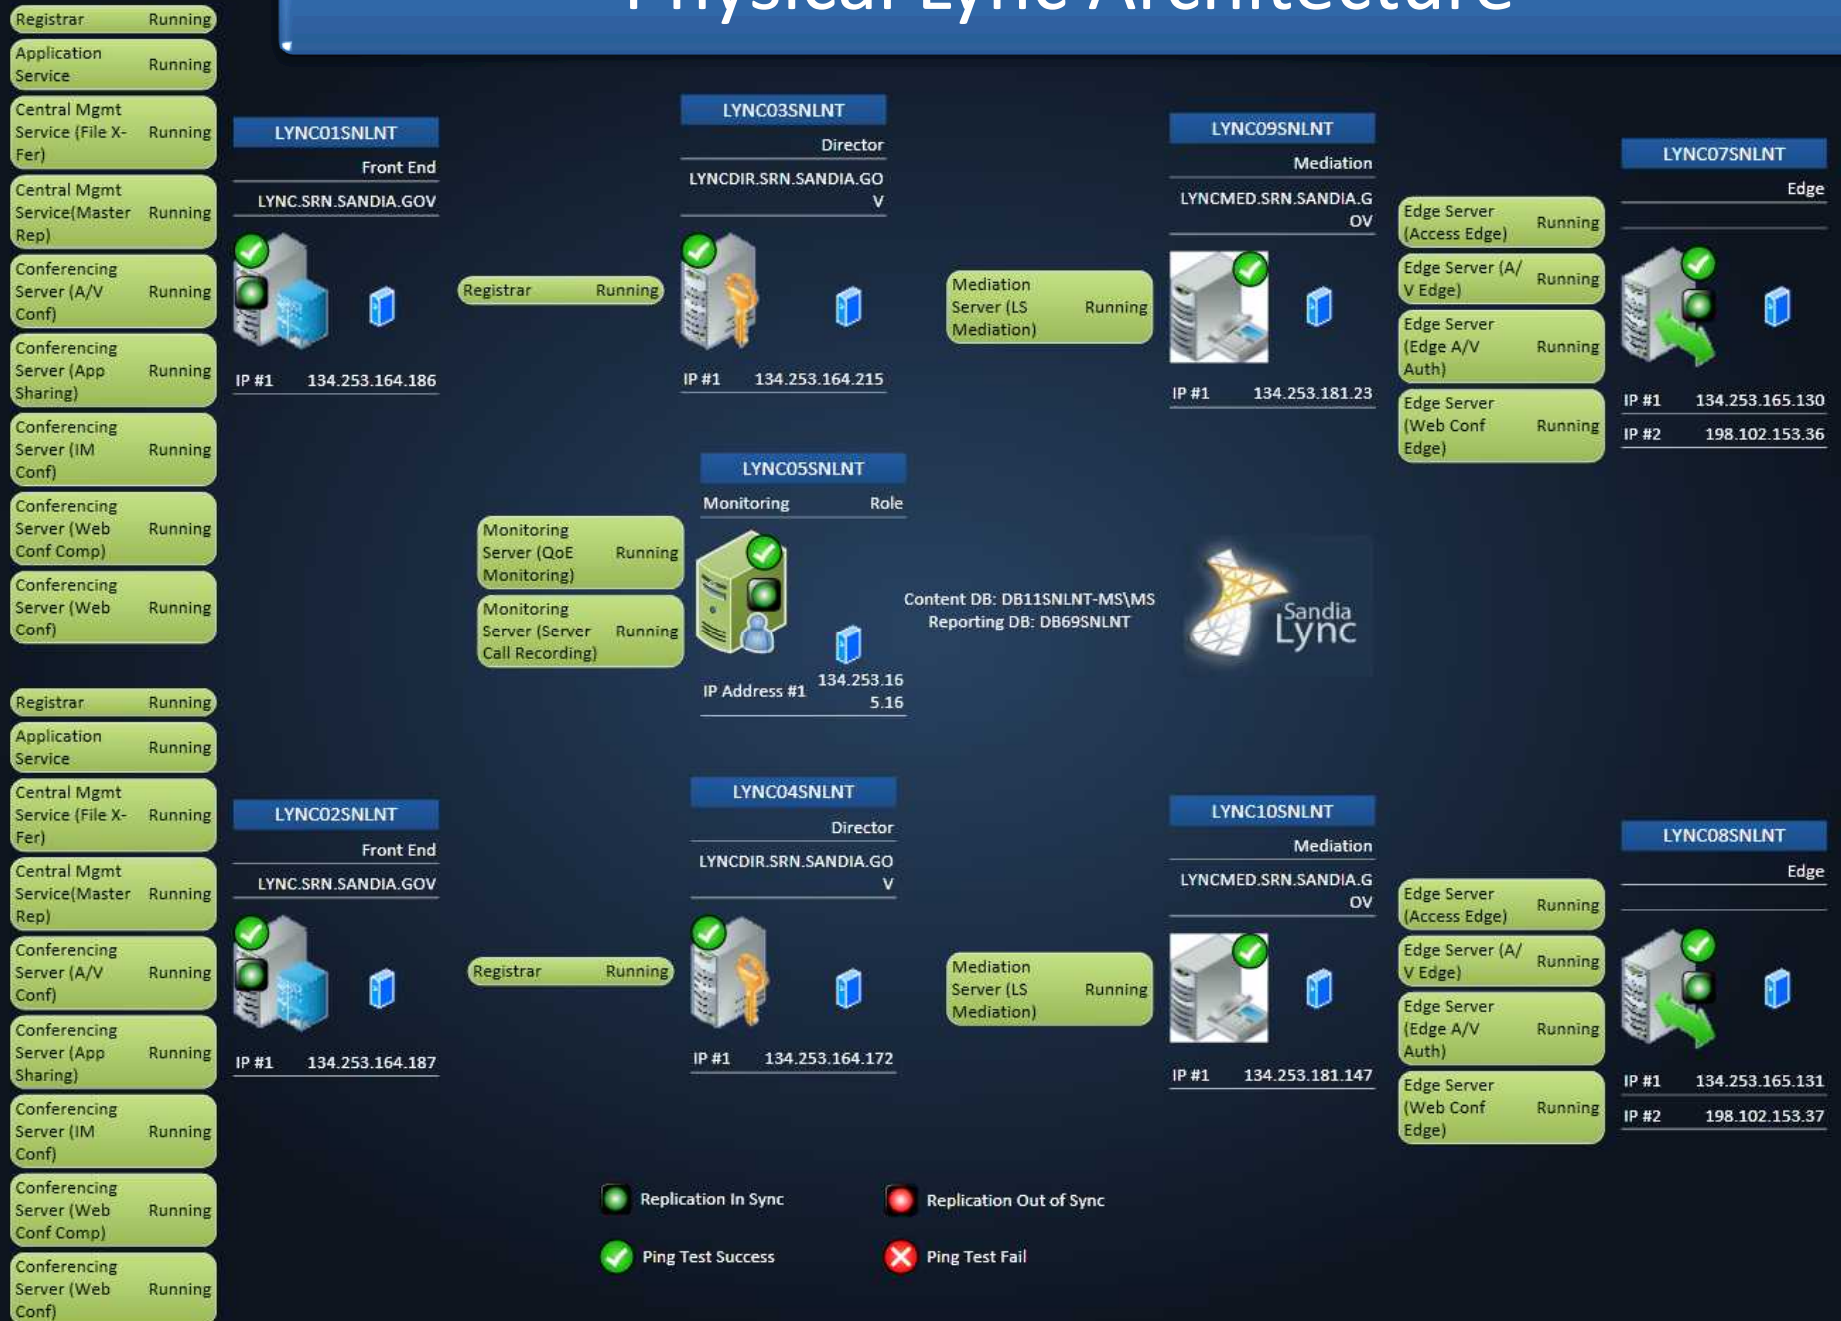 Physical Lync Architecture
Registrar Running
Application
Service Running
Central Mgmt
Service (File X- Running
Fer)
Central Mgmt
Service(Master Running
Rep)
Conferencing
Server (A/V Running
Conf)
Conferencing
Server (App Running
Sharing)
Conferencing
Server (IM Running
Conf)
Conferencing
Server (Web Running
Conf Comp)
Conferencing
Server (Web Running
Conf)
LYNC01SNLNT
Front End
LYNC.SRN.SANDIA.GOV
IP #1 134.253.164.186
Registrar Running
LYNC03SNLNT
Director
LYNCDIR.SRN.SANDIA.GO
V
IP #1 134.253.164.215
Mediation
Server (LS Running
Mediation)
LYNC09SNLNT
Mediation
LYNCMED.SRN.SANDIA.G
OV
IP #1 134.253.181.23
Edge Server
(Access Edge) Running
Edge Server (A/
V Edge) Running
Edge Server
(Edge A/V Running
Auth)
Edge Server
(Web Conf Running
Edge)
LYNC07SNLNT
Edge
IP #1 134.253.165.130
IP #2 198.102.153.36
Monitoring
Server (QoE Running
Monitoring)
Monitoring
Server (Server Running
Call Recording)
LYNC05SNLNT
Monitoring Role
IP Address #1 134.253.16
5.16
Content DB: DB11SNLNT-MS\MS
Reporting DB: DB69SNLNT
Sandia
Lync
Registrar Running
Application
Service Running
Central Mgmt
Service (File X- Running
Fer)
Central Mgmt
Service(Master Running
Rep)
Conferencing
Server (A/V Running
Conf)
Conferencing
Server (App Running
Sharing)
Conferencing
Server (IM Running
Conf)
Conferencing
Server (Web Running
Conf Comp)
Conferencing
Server (Web Running
Conf)
LYNC02SNLNT
Front End
LYNC.SRN.SANDIA.GOV
IP #1 134.253.164.187
Registrar Running
LYNC04SNLNT
Director
LYNCDIR.SRN.SANDIA.GO
V
IP #1 134.253.164.172
Mediation
Server (LS Running
Mediation)
LYNC10SNLNT
Mediation
LYNCMED.SRN.SANDIA.G
OV
IP #1 134.253.181.147
Edge Server
(Access Edge) Running
Edge Server (A/
V Edge) Running
Edge Server
(Edge A/V Running
Auth)
Edge Server
(Web Conf Running
Edge)
LYNC08SNLNT
Edge
IP #1 134.253.165.131
IP #2 198.102.153.37
Replication In Sync
Replication Out of Sync
Ping Test Success
Ping Test Fail